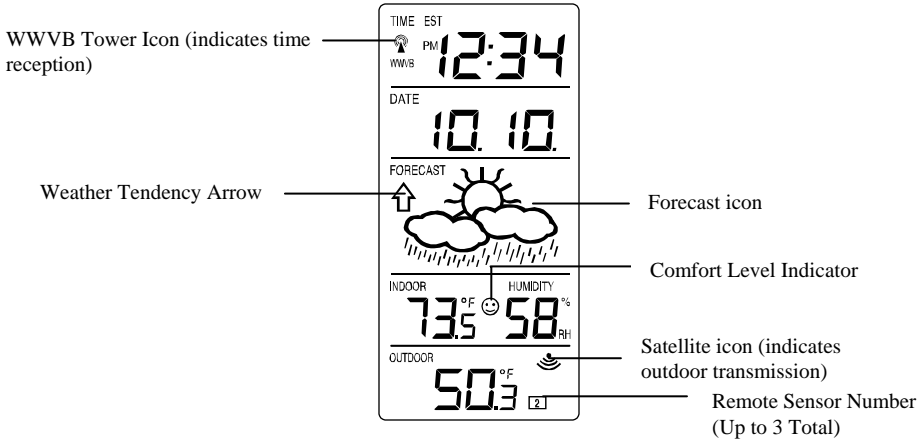 TIME EST
WWVB Tower Icon (indicates time
reception)
PM 12:34
WWVB
DATE
10. 10.
FORECAST
Weather Tendency Arrow
Forecast icon
Comfort Level Indicator
INDOOR HUMIDITY
73.5 °F 58 % RH
Satellite icon (indicates
outdoor transmission)
OUTDOOR
50.3 °F 2
Remote Sensor Number
(Up to 3 Total)